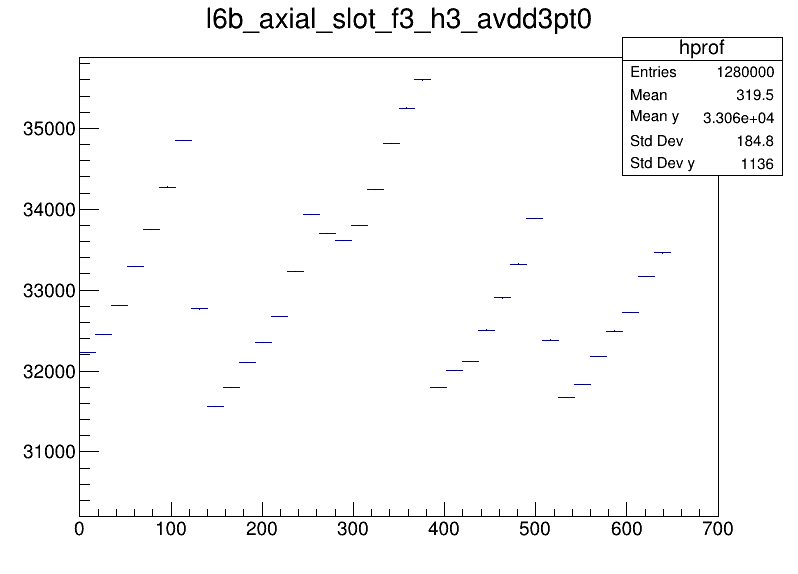 l6b_axial_slot_f3_h3_avdd3pt0
hprof
Entries 1280000
Mean 319.5
Mean y 3.306e+04
Std Dev 184.8
Std Dev y 1136
35000
34000
33000
32000
31000
0 100 200 300 400 500 600 700